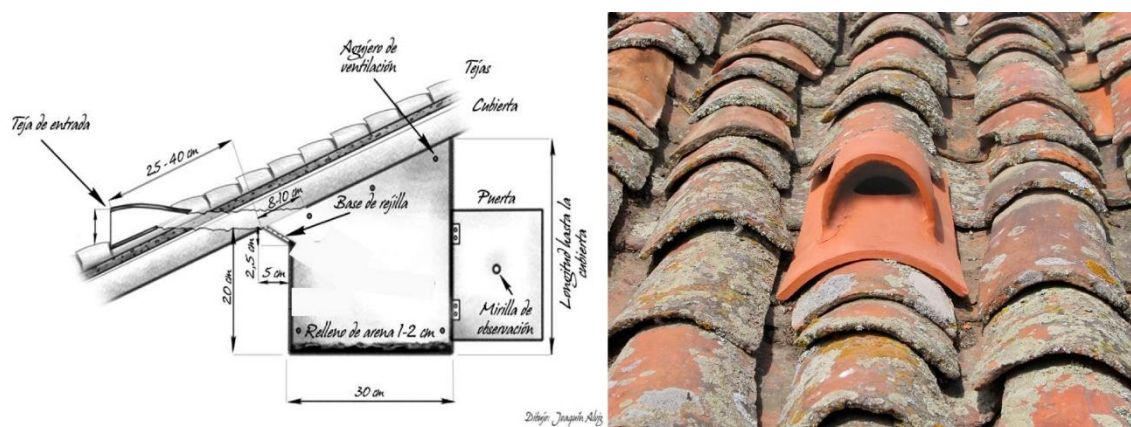 Agujero de
ventilación
Tejas
Cubierta
Teja de entrada
25-40 cm
8-10 cm
Base de rejilla
Puerta
2,5 cm
5 cm
20 cm
Mirilla de
observación
Longitud hasta la
cubierta
Relleno de arena 1-2 cm
30 cm
Dibujo: Joaquín Alvig